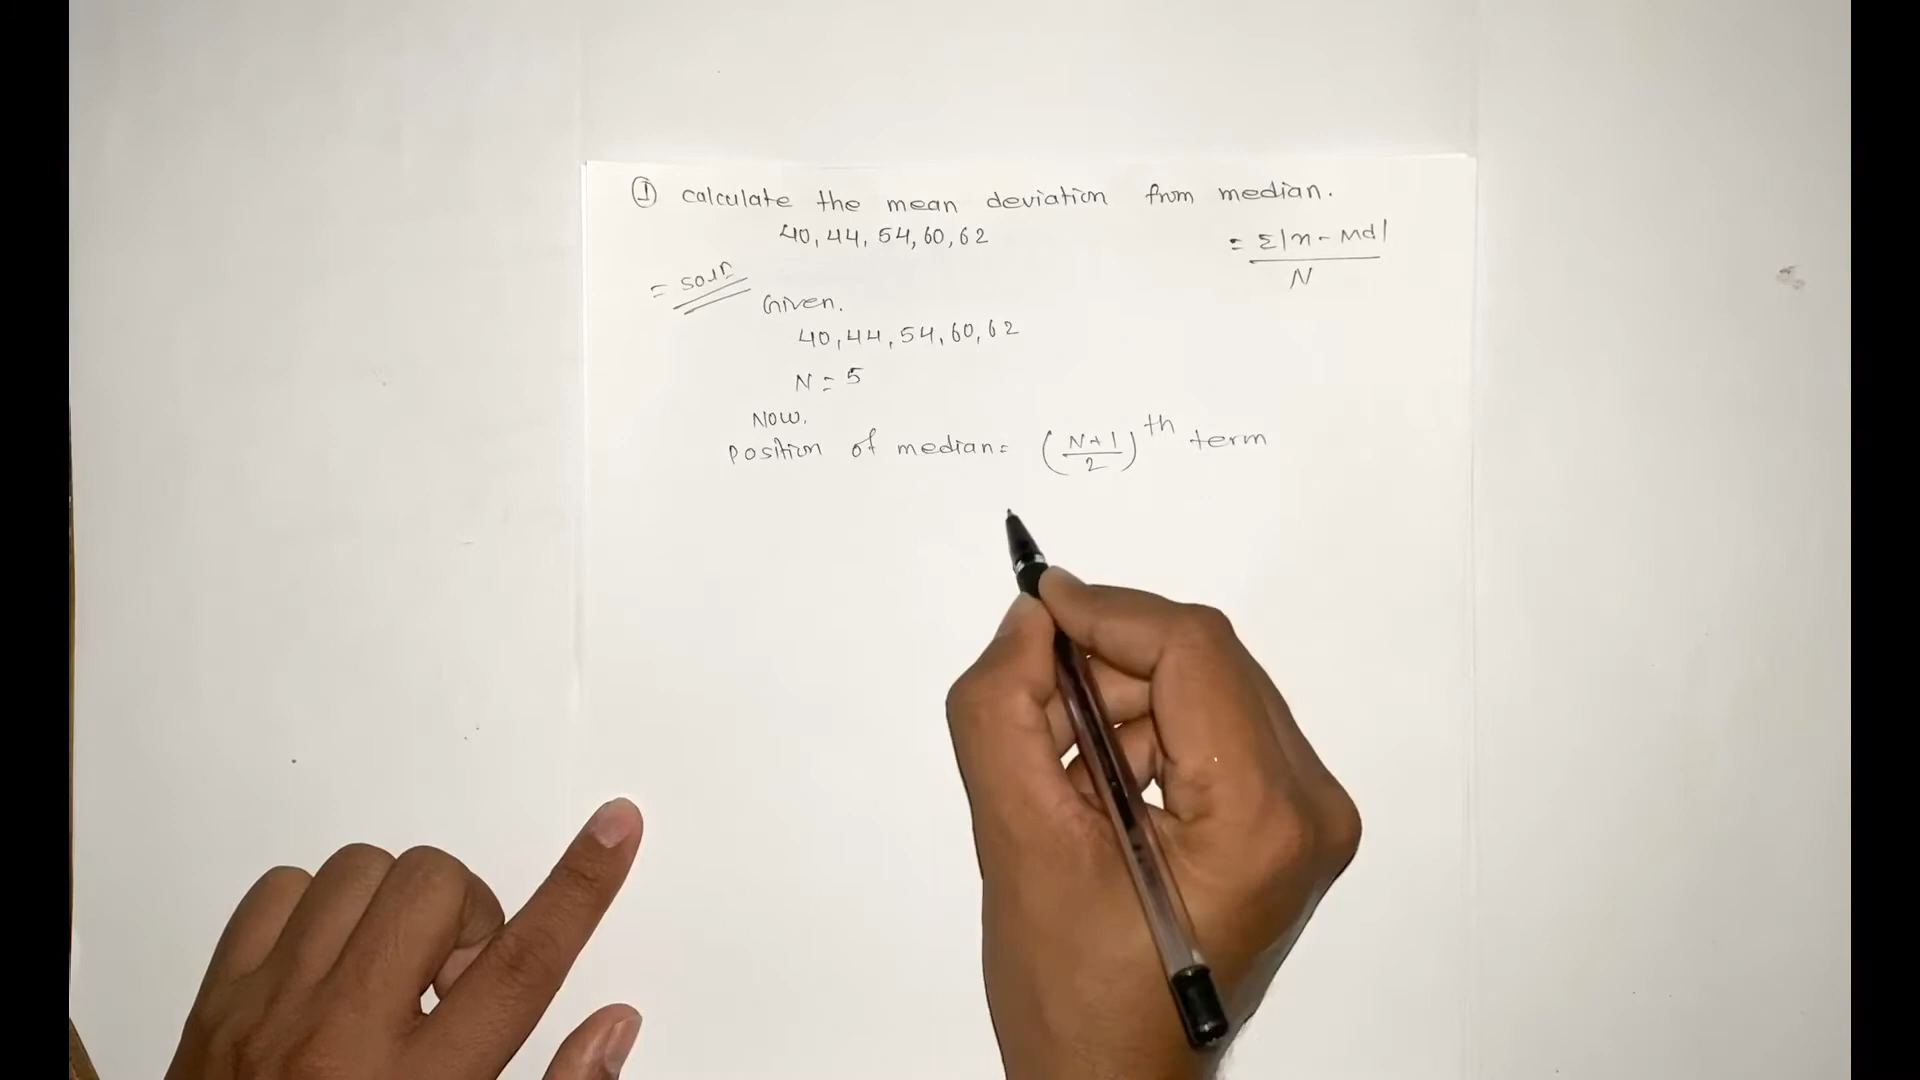 ① calculate the mean deviation from median.
40, 44, 54, 60, 62
= Σ|n - Md|
N
= soln
Given.
40, 44, 54, 60, 62
N = 5
Now.
position of median = (N+1/2)th term